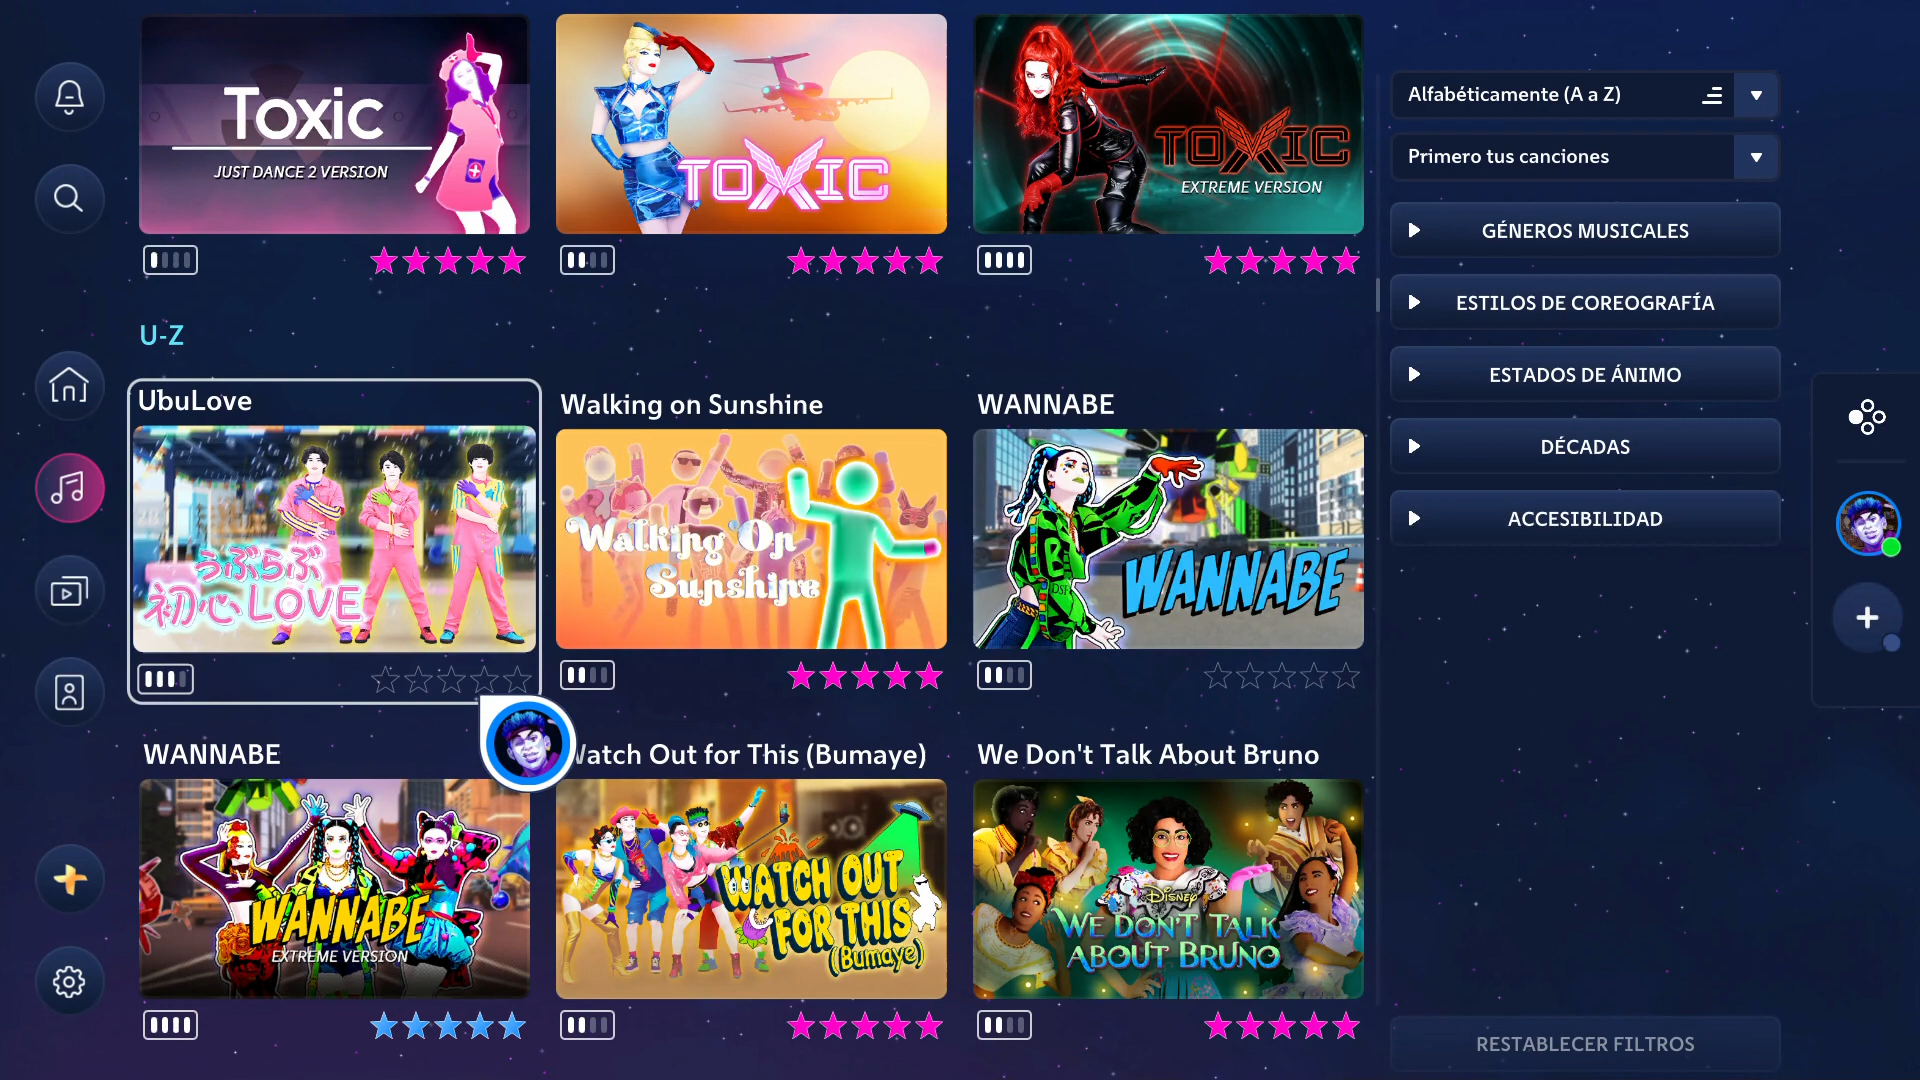 Toxic
JUST DANCE 2 VERSION
TOXIC
TOXIC
EXTREME VERSION
Alfabéticamente (A a Z)
Primero tus canciones
GÉNEROS MUSICALES
ESTILOS DE COREOGRAFÍA
ESTADOS DE ÁNIMO
DÉCADAS
ACCESIBILIDAD
RESTABLECER FILTROS
U-Z
UbuLove
うぶらぶ
初心LOVE
Walking on Sunshine
Walking On
Sunshine
WANNABE
WANNABE
WANNABE
WANNABE
EXTREME VERSION
Watch Out for This (Bumaye)
WATCH OUT
FOR THIS
(Bumaye)
We Don't Talk About Bruno
Disney
WE DON'T TALK
ABOUT BRUNO